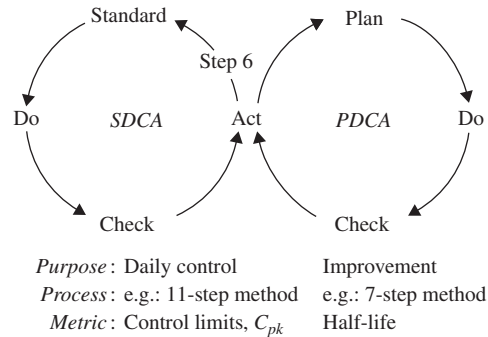 Standard Plan
Step 6
Do SDCA Act PDCA Do
Check Check
Purpose: Daily control Improvement
Process: e.g.: 11-step method e.g.: 7-step method
Metric: Control limits, Cpk Half-life